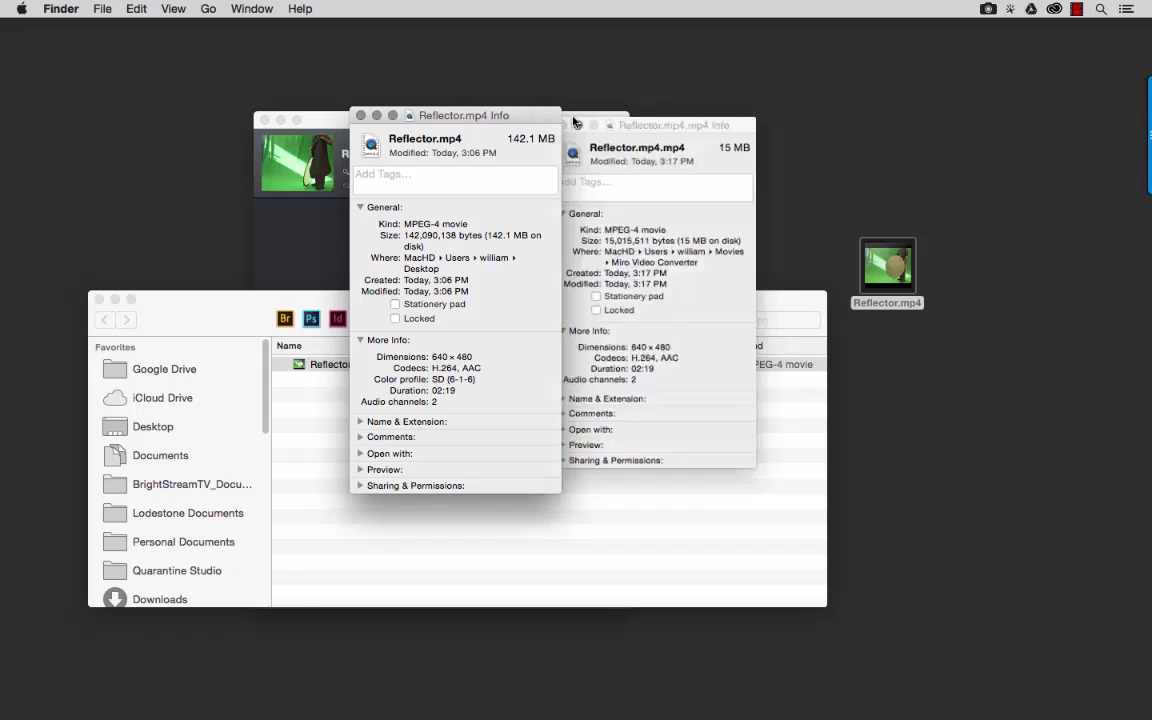 Finder File Edit View Go Window Help
Reflector.mp4 Info
Reflector.mp4 142.1 MB
Modified: Today, 3:06 PM
Add Tags...
General:
Kind: MPEG-4 movie
Size: 142,090,138 bytes (142.1 MB on
disk)
Where: MacHD ▸ Users ▸ william ▸
Desktop
Created: Today, 3:06 PM
Modified: Today, 3:06 PM
Stationery pad
Locked
More Info:
Dimensions: 640 × 480
Codecs: H.264, AAC
Color profile: SD (6-1-6)
Duration: 02:19
Audio channels: 2
Name & Extension:
Comments:
Open with:
Preview:
Sharing & Permissions:
Reflector.mp4.mp4 Info
Reflector.mp4.mp4 15 MB
Modified: Today, 3:17 PM
dd Tags...
General:
Kind: MPEG-4 movie
Size: 15,015,511 bytes (15 MB on disk)
Where: MacHD ▸ Users ▸ william ▸ Movies
▸ Miro Video Converter
Created: Today, 3:17 PM
Modified: Today, 3:17 PM
Stationery pad
Locked
More Info:
Dimensions: 640 × 480
Codecs: H.264, AAC
Duration: 02:19
Audio channels: 2
Name & Extension:
Comments:
Open with:
Preview:
Sharing & Permissions:
R
Reflector.mp4
Br Ps Id
Favorites
Google Drive
iCloud Drive
Desktop
Documents
BrightStreamTV_Docu...
Lodestone Documents
Personal Documents
Quarantine Studio
Downloads
Name
Reflecto
PEG-4 movie